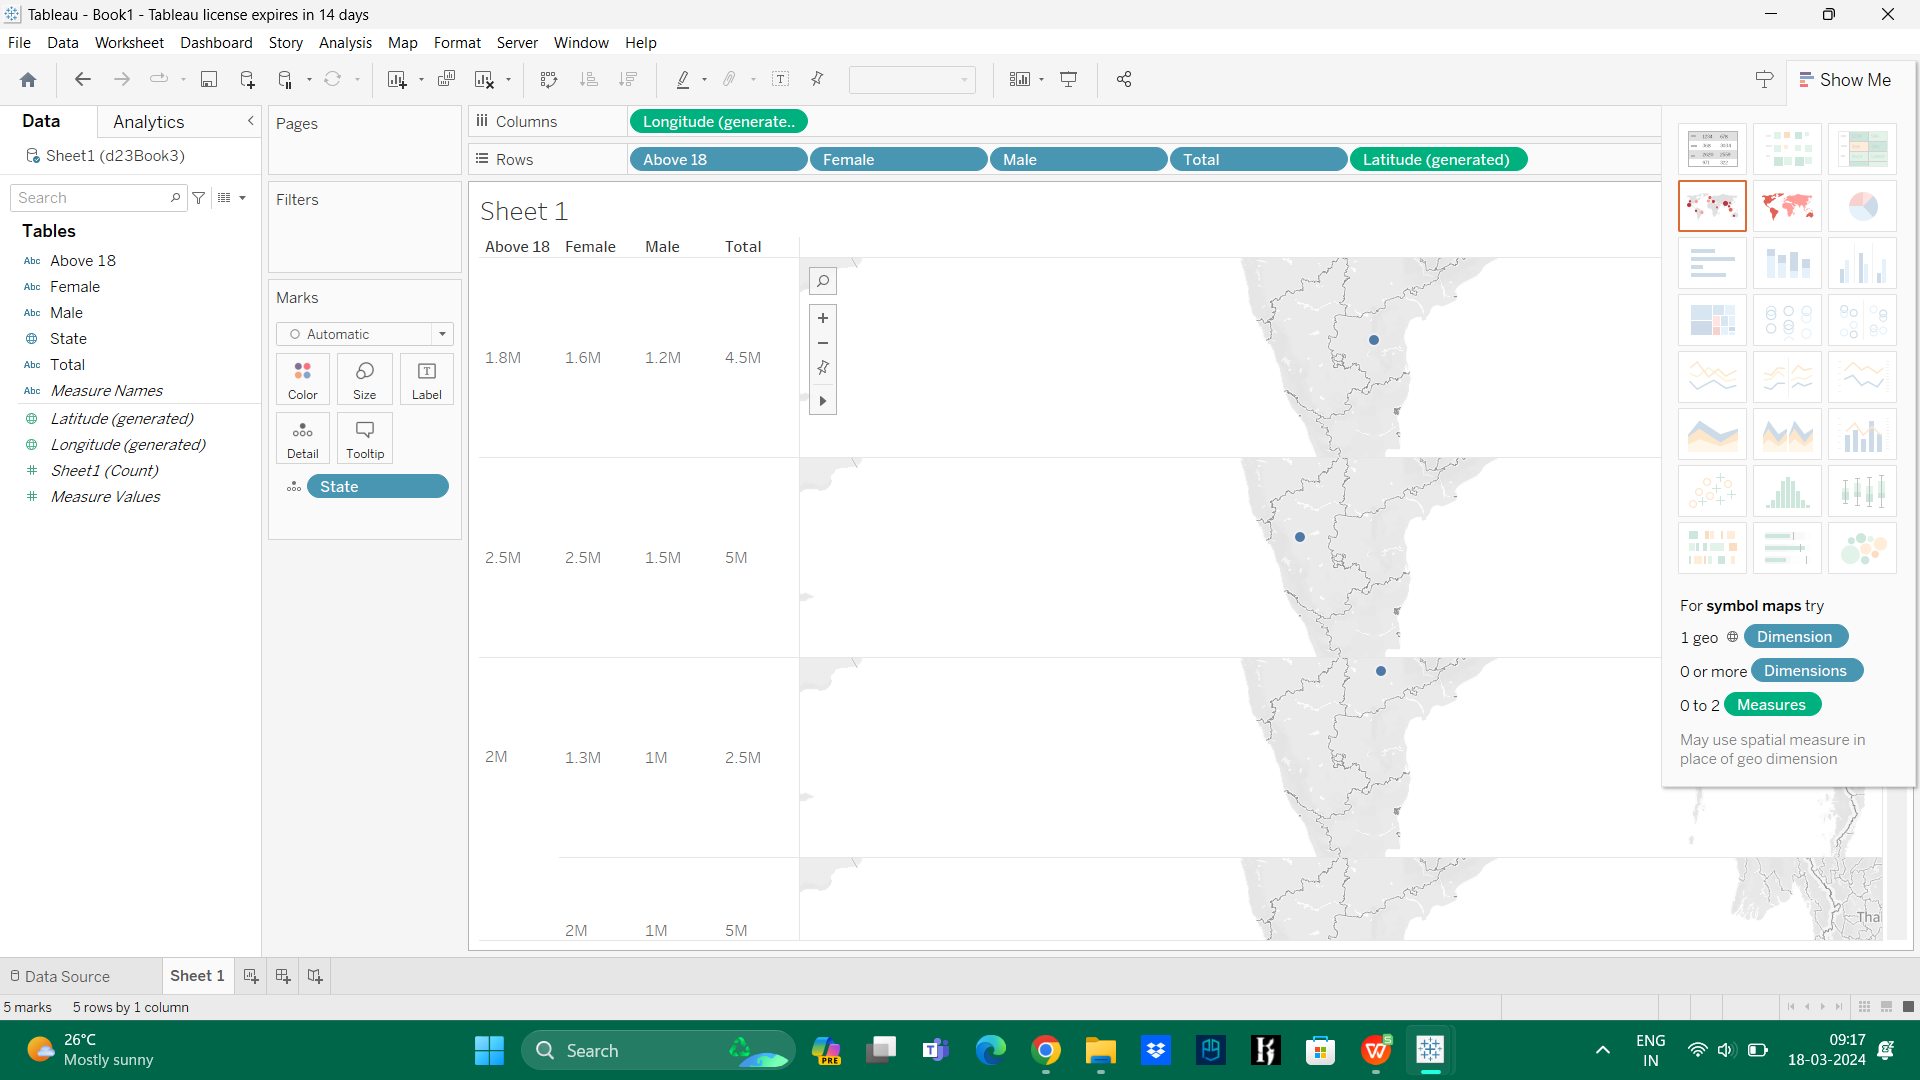 Tableau - Book1 - Tableau license expires in 14 days
File Data Worksheet Dashboard Story Analysis Map Format Server Window Help
Show Me
Data Analytics
Sheet1 (d23Book3)
Search
Tables
Above 18
Female
Male
State
Total
Measure Names
Latitude (generated)
Longitude (generated)
Sheet1 (Count)
Measure Values
Pages
Filters
Marks
Automatic
Color Size Label
Detail Tooltip
State
Columns Longitude (generate..
Rows Above 18 Female Male Total Latitude (generated)
Sheet 1
Above 18 Female Male Total
1.8M 1.6M 1.2M 4.5M
2.5M 2.5M 1.5M 5M
2M 1.3M 1M 2.5M
2M 1M 5M
Tha
For symbol maps try
1 geo Dimension
0 or more Dimensions
0 to 2 Measures
May use spatial measure in
place of geo dimension
Data Source Sheet 1
5 marks 5 rows by 1 column
26°C
Mostly sunny
Search
PRE
ENG
IN
09:17
18-03-2024